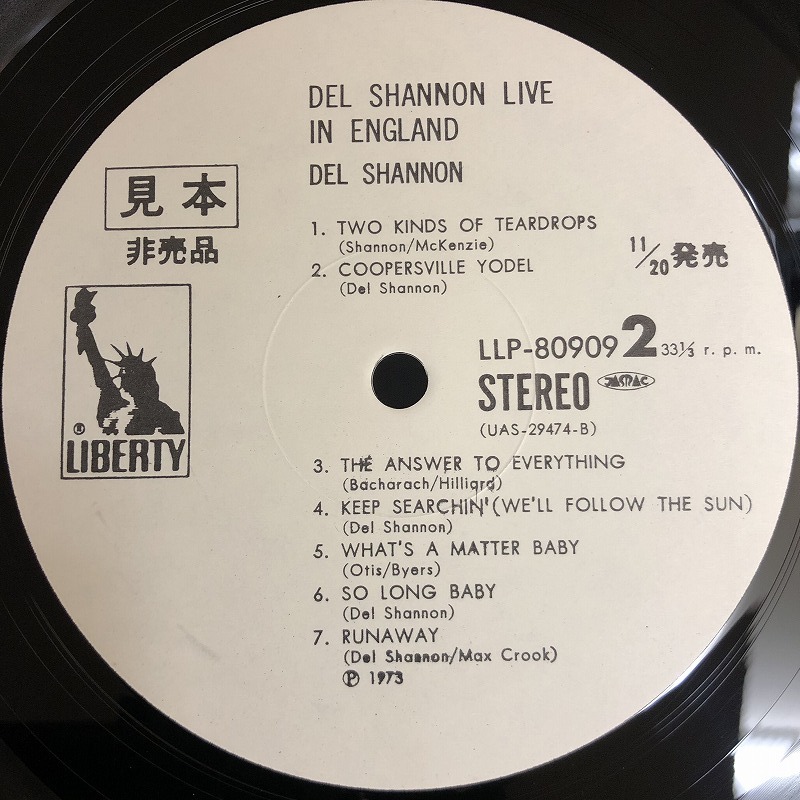 DEL SHANNON LIVE
IN ENGLAND
DEL SHANNON
見本
非売品
1. TWO KINDS OF TEARDROPS
(Shannon/McKenzie)
2. COOPERSVILLE YODEL
(Del Shannon)
11/20 発売
LLP-80909 2 33⅓ r. p. m.
STEREO JASRAC
(UAS-29474-B)
LIBERTY
3. THE ANSWER TO EVERYTHING
(Bacharach/Hilliard)
4. KEEP SEARCHIN' (WE'LL FOLLOW THE SUN)
(Del Shannon)
5. WHAT'S A MATTER BABY
(Otis/Byers)
6. SO LONG BABY
(Del Shannon)
7. RUNAWAY
(Del Shannon/Max Crook)
Ⓟ 1973